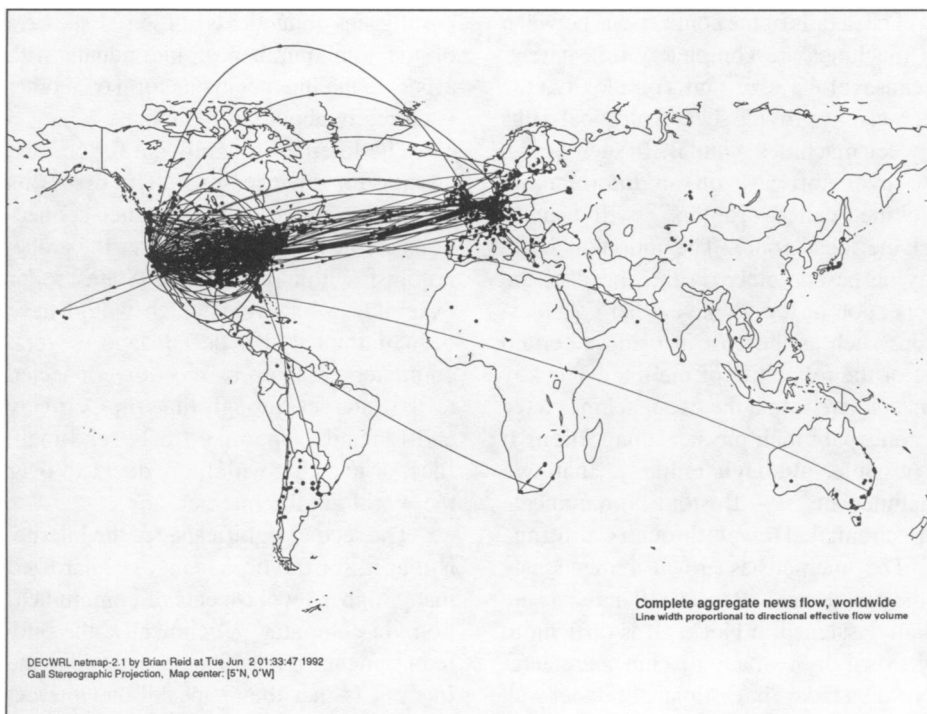 Complete aggregate news flow, worldwide
Line width proportional to directional effective flow volume
DECWRL netmap-2.1 by Brian Reid at Tue Jun 2 01:33:47 1992
Gall Stereographic Projection, Map center: [5°N, 0°W]